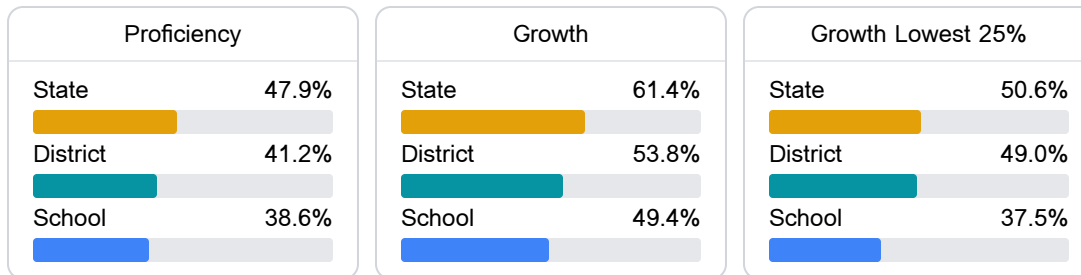 Proficiency
State 47.9%
District 41.2%
School 38.6%
Growth
State 61.4%
District 53.8%
School 49.4%
Growth Lowest 25%
State 50.6%
District 49.0%
School 37.5%